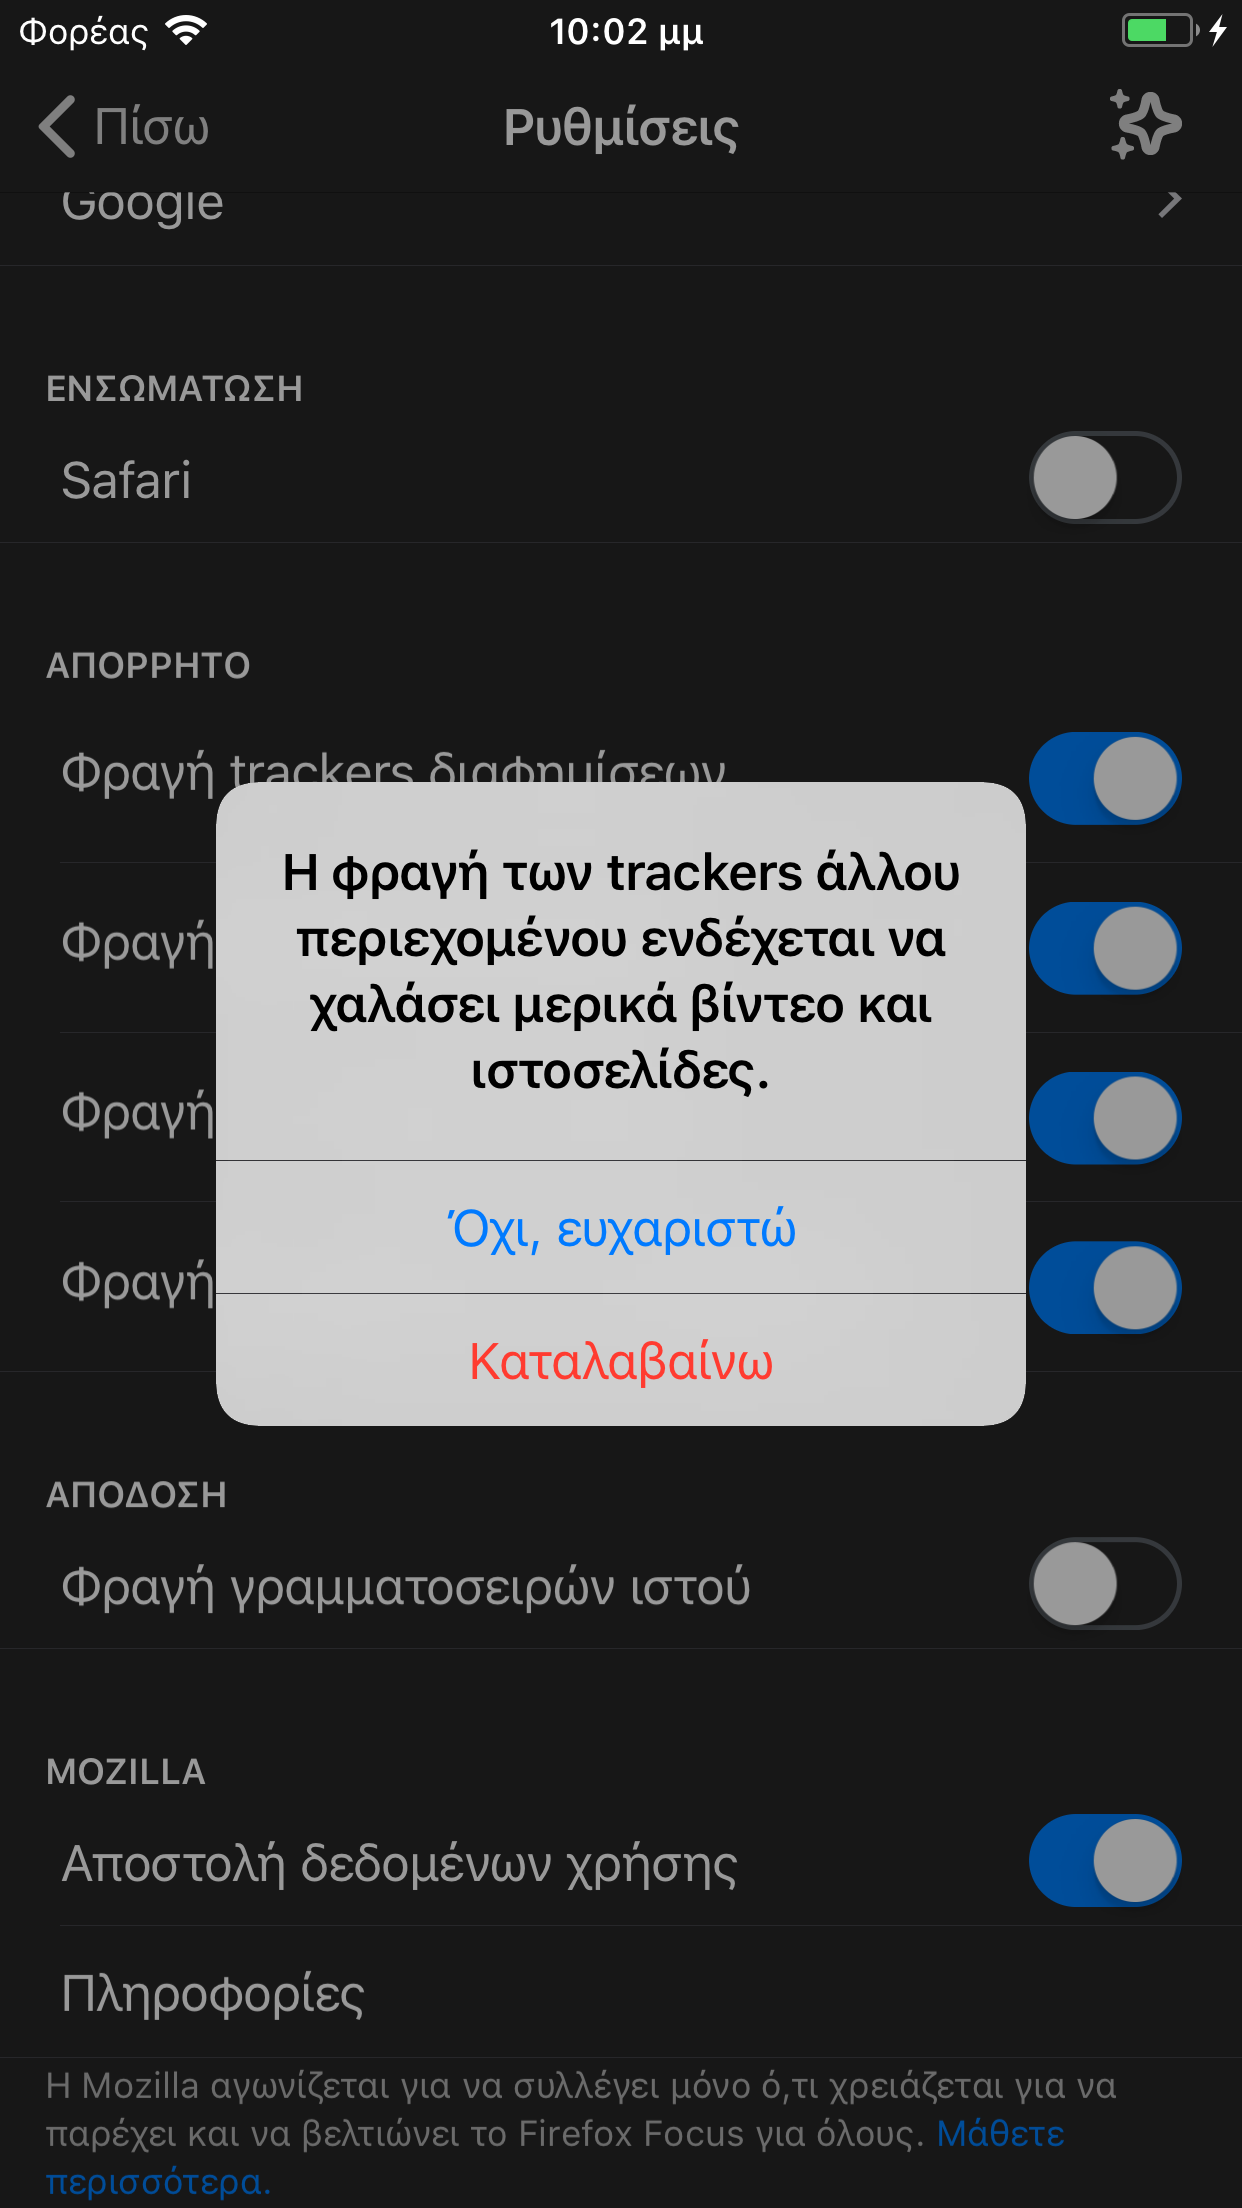 Φορέας
10:02 μμ
Πίσω
Ρυθμίσεις
Google
ΕΝΣΩΜΑΤΩΣΗ
Safari
ΑΠΟΡΡΗΤΟ
Φραγή trackers διαφημίσεων
Φραγή
Φραγή
Φραγή
Η φραγή των trackers άλλου
περιεχομένου ενδέχεται να
χαλάσει μερικά βίντεο και
ιστοσελίδες.
Όχι, ευχαριστώ
Καταλαβαίνω
ΑΠΟΔΟΣΗ
Φραγή γραμματοσειρών ιστού
MOZILLA
Αποστολή δεδομένων χρήσης
Πληροφορίες
Η Mozilla αγωνίζεται για να συλλέγει μόνο ό,τι χρειάζεται για να
παρέχει και να βελτιώνει το Firefox Focus για όλους. Μάθετε
περισσότερα.